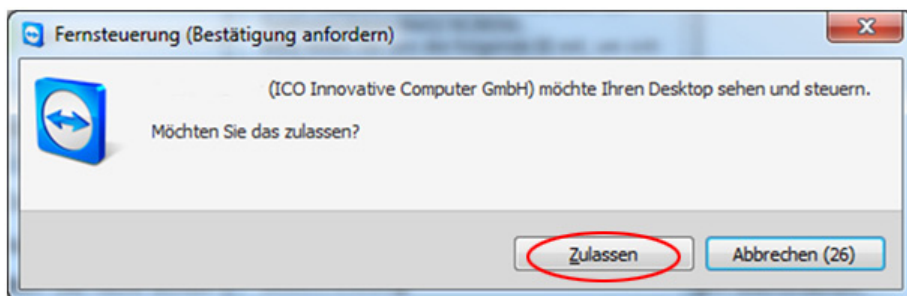 Fernsteuerung (Bestätigung anfordern)
(ICO Innovative Computer GmbH) möchte Ihren Desktop sehen und steuern.
Möchten Sie das zulassen?
Zulassen
Abbrechen (26)